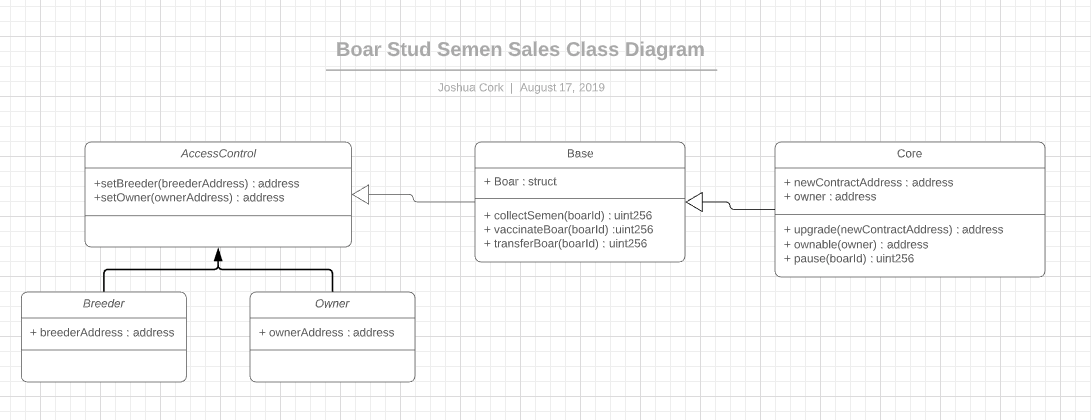 Boar Stud Semen Sales Class Diagram
Joshua Cork | August 17, 2019
AccessControl
+setBreeder(breederAddress) : address
+setOwner(ownerAddress) : address
Base
+ Boar : struct
+ collectSemen(boarId) : uint256
+ vaccinateBoar(boarId) :uint256
+ transferBoar(boarId) : uint256
Core
+ newContractAddress : address
+ owner : address
+ upgrade(newContractAddress) : address
+ ownable(owner) : address
+ pause(boarId) : uint256
Breeder
+ breederAddress : address
Owner
+ ownerAddress : address